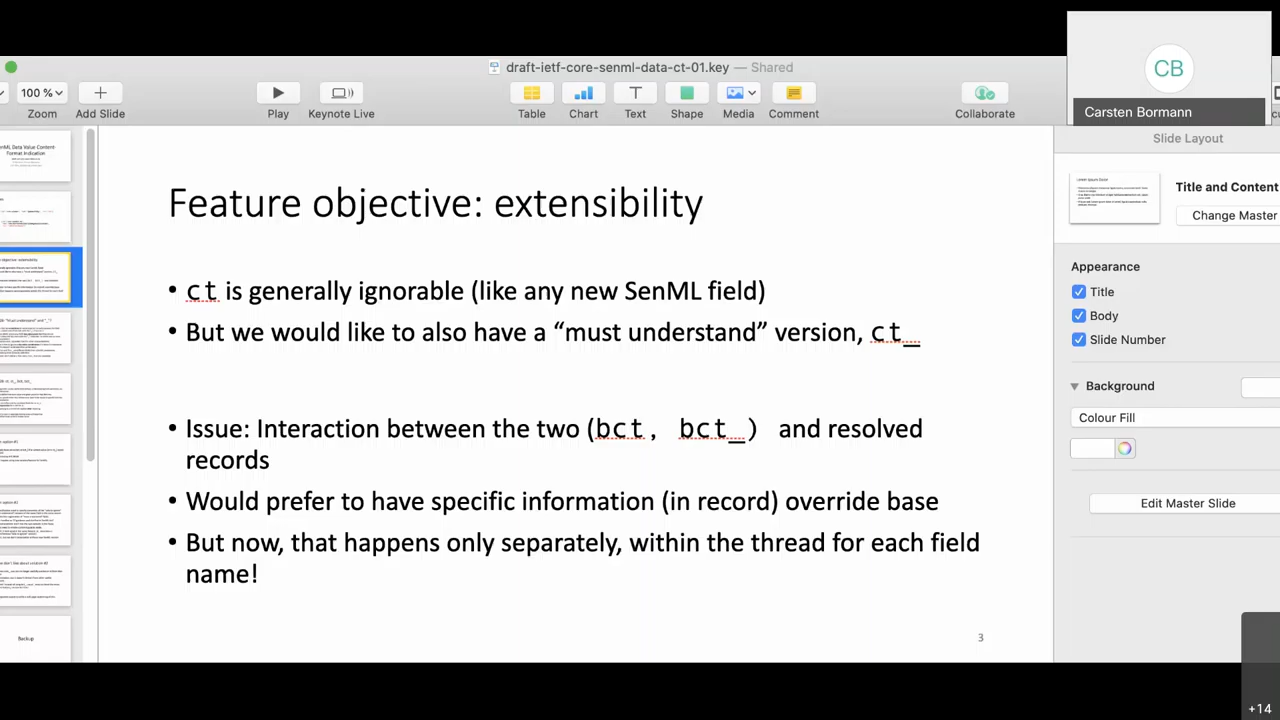 draft-ietf-core-senml-data-ct-01.key — Shared
CB
Carsten Bormann
100 %
Zoom
Add Slide
Play
Keynote Live
Table
Chart
Text
Shape
Media
Comment
Collaborate
Slide Layout
Title and Content
Change Master
Appearance
Title
Body
Slide Number
Background
Colour Fill
Edit Master Slide
Feature objective: extensibility
• ct is generally ignorable (like any new SenML field)
• But we would like to also have a “must understand” version, ct_
• Issue: Interaction between the two (bct, bct_) and resolved
records
• Would prefer to have specific information (in record) override base
• But now, that happens only separately, within the thread for each field
name!
3
Backup
+14